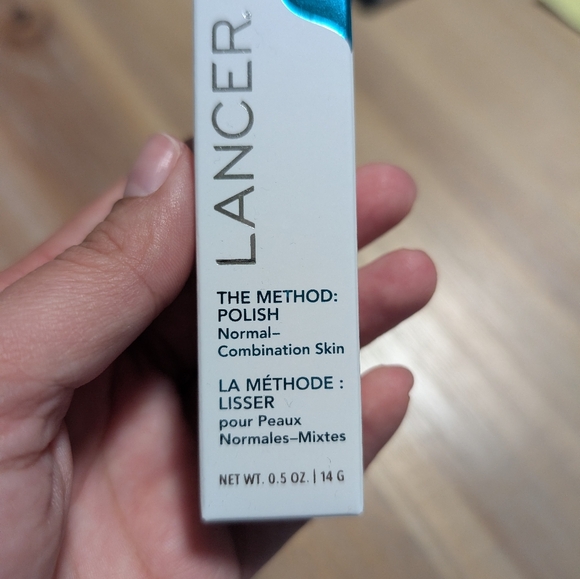 LANCER
THE METHOD:
POLISH
Normal–
Combination Skin
LA MÉTHODE :
LISSER
pour Peaux
Normales–Mixtes
NET WT. 0.5 OZ. | 14 G